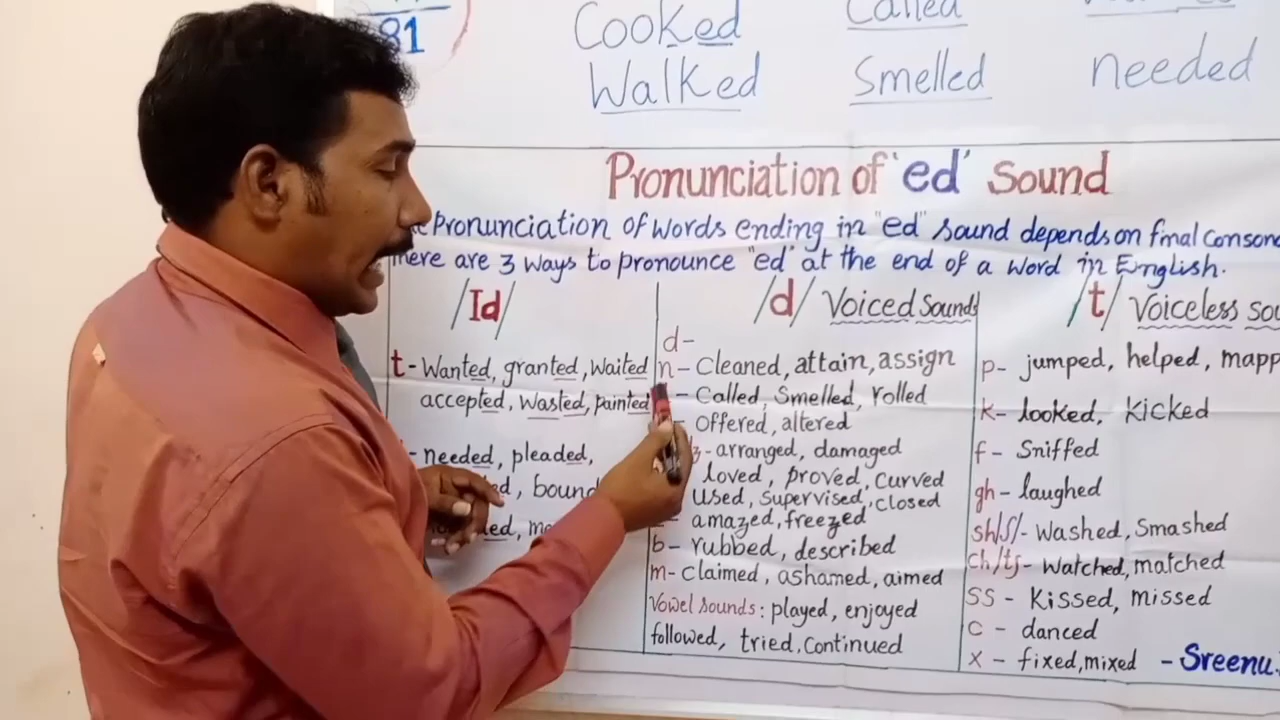 81
Cooked
Called
Walked
Smelled
needed
Pronunciation of 'ed' Sound
Pronunciation of words ending in "ed" sound depends on final Consona
There are 3 ways to pronounce "ed" at the end of a word in English.
/Id/
t- Wanted, granted, Waited
accepted, Wasted, painted
needed, pleaded,
bound
/d/ Voiced Sounds
d-
n- Cleaned, attain, assign
- Called, Smelled, rolled
- Offered, altered
- arranged, damaged
loved, proved, Curved
Used, Supervised, closed
amazed, freezed
b- rubbed, described
m- Claimed, ashamed, aimed
Vowel sounds: played, enjoyed
followed, tried, Continued
/t/ Voiceless sou
p- jumped, helped, mapp
k- looked, kicked
f- Sniffed
gh- laughed
sh/ʃ/- Washed, Smashed
Ch/tʃ- Watched, matched
SS- Kissed, missed
C- danced
X- fixed, mixed - Sreenu.